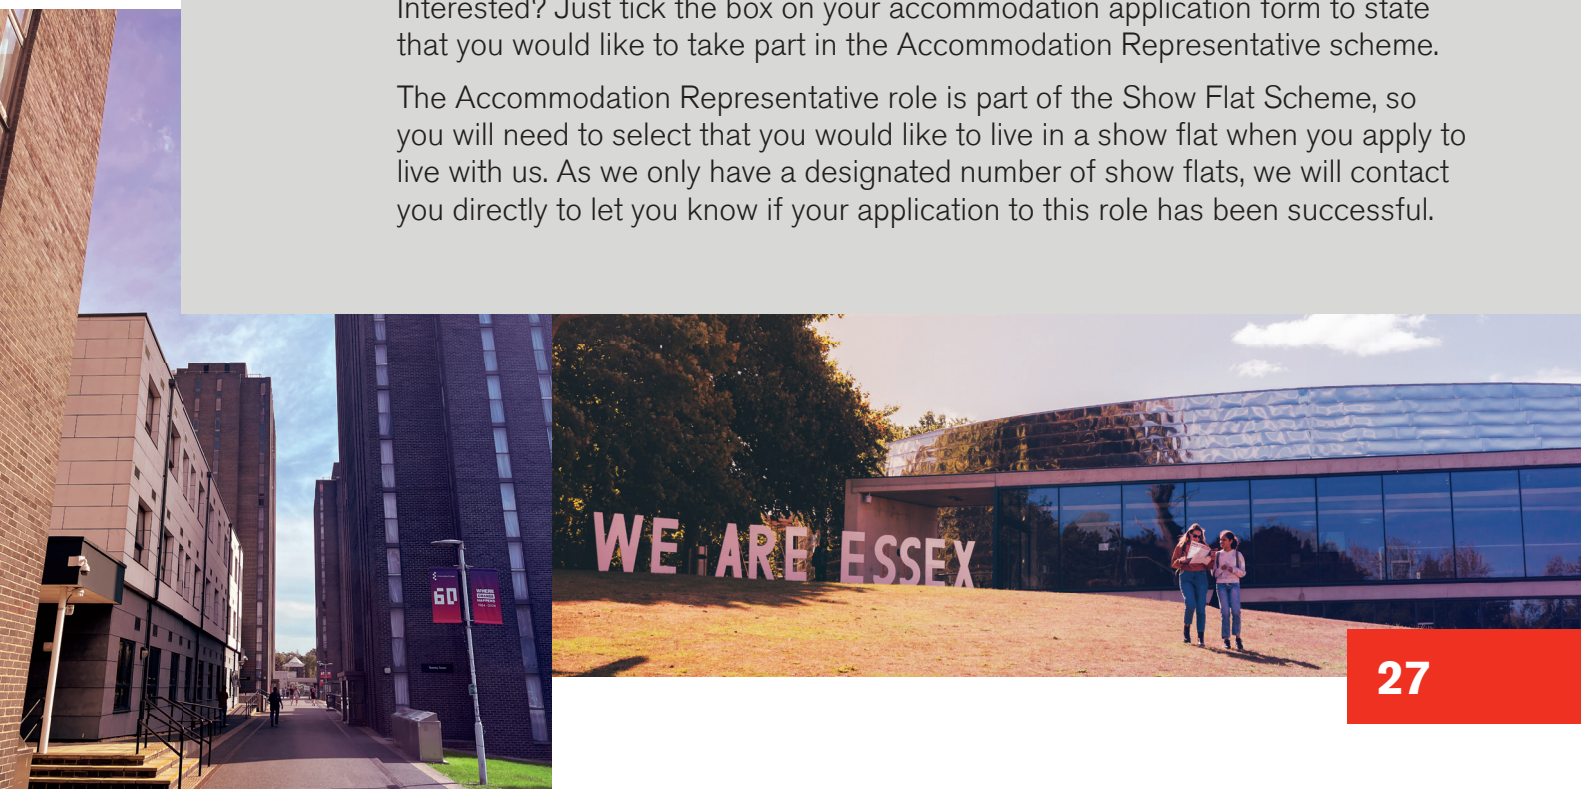 Interested? Just tick the box on your accommodation application form to state
that you would like to take part in the Accommodation Representative scheme.
The Accommodation Representative role is part of the Show Flat Scheme, so
you will need to select that you would like to live in a show flat when you apply to
live with us. As we only have a designated number of show flats, we will contact
you directly to let you know if your application to this role has been successful.
WE ARE ESSEX
60
WHERE
CHANGE
HAPPENS
27